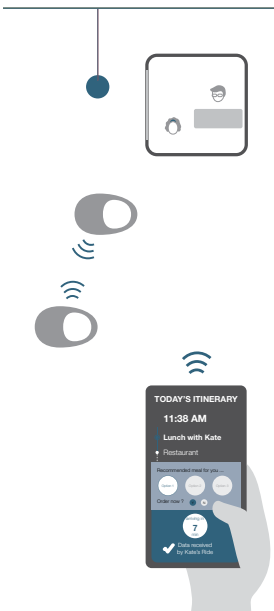 TODAY'S ITINERARY
11:38 AM
Lunch with Kate
Restaurant
Recommended meal for you ...
Order now ?
7
Data received
by Kate's Ride